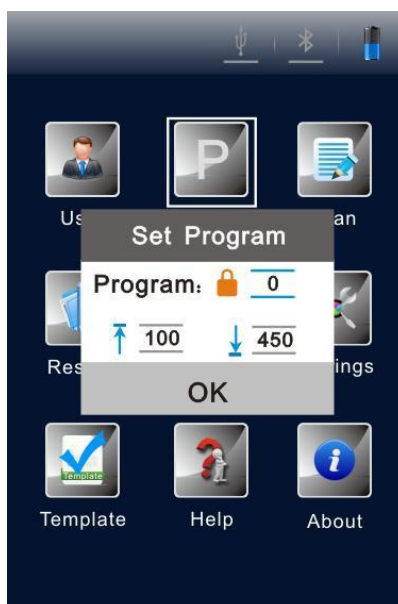 P
Us
an
Set Program
Program: 0
100 450
Res
ings
OK
Template
Template
Help
About